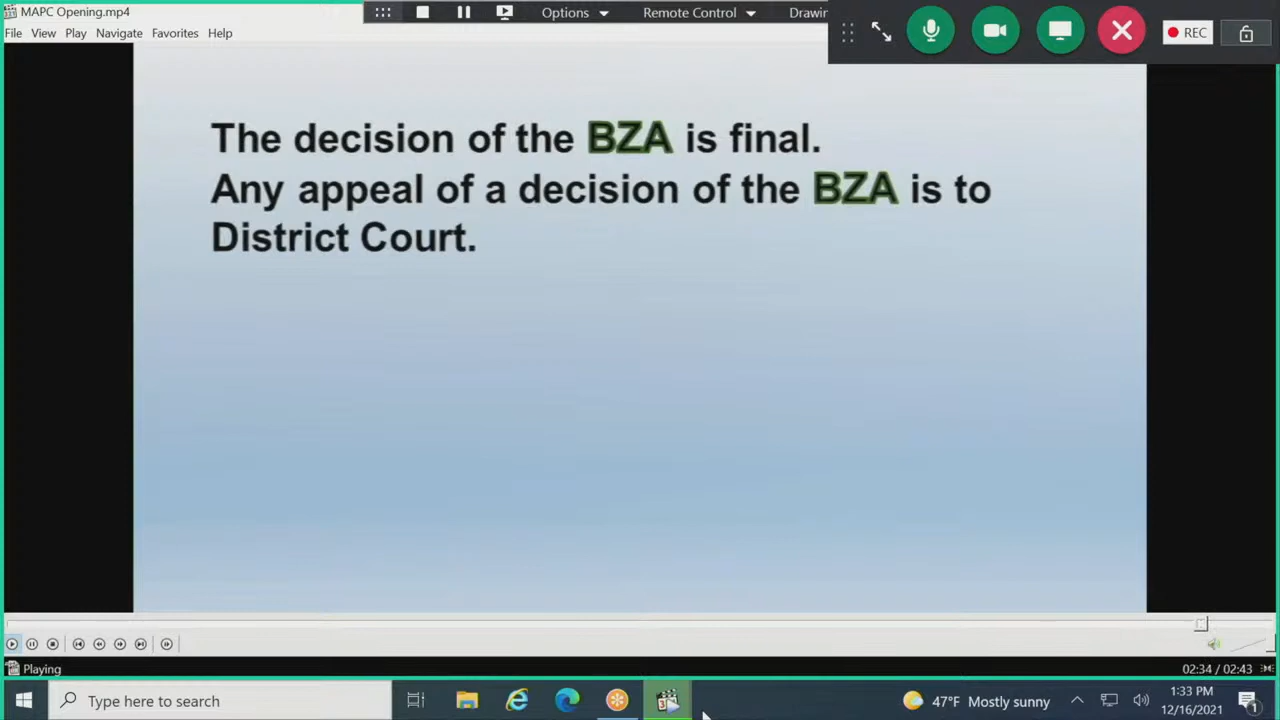 MAPC Opening.mp4
Options
Remote Control
Drawin
File View Play Navigate Favorites Help
REC
The decision of the BZA is final.
Any appeal of a decision of the BZA is to
District Court.
Playing
02:34 / 02:43
Type here to search
47°F Mostly sunny
1:33 PM
12/16/2021
1